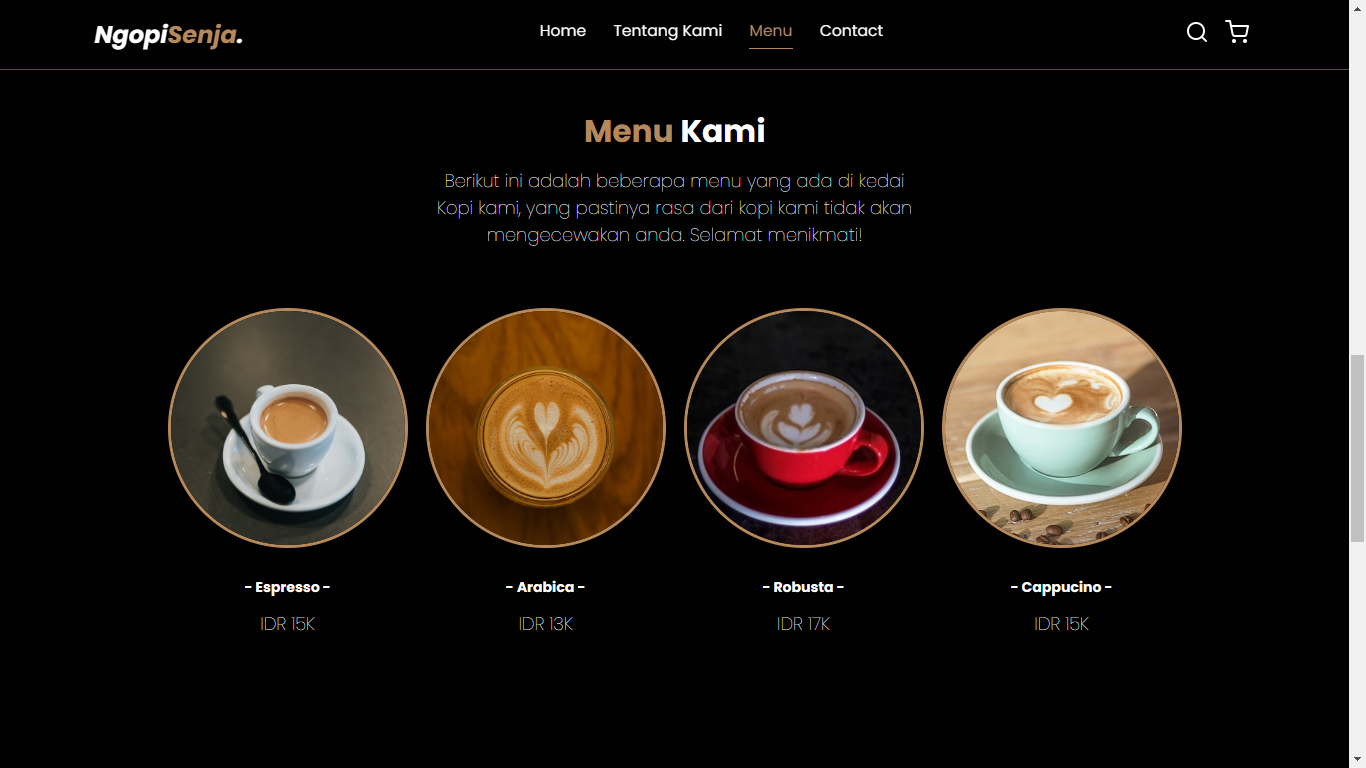 NgopiSenja.
Home Tentang Kami Menu Contact
Menu Kami
Berikut ini adalah beberapa menu yang ada di kedai
Kopi kami, yang pastinya rasa dari kopi kami tidak akan
mengecewakan anda. Selamat menikmati!
- Espresso - - Arabica - - Robusta - - Cappucino -
IDR 15K IDR 13K IDR 17K IDR 15K